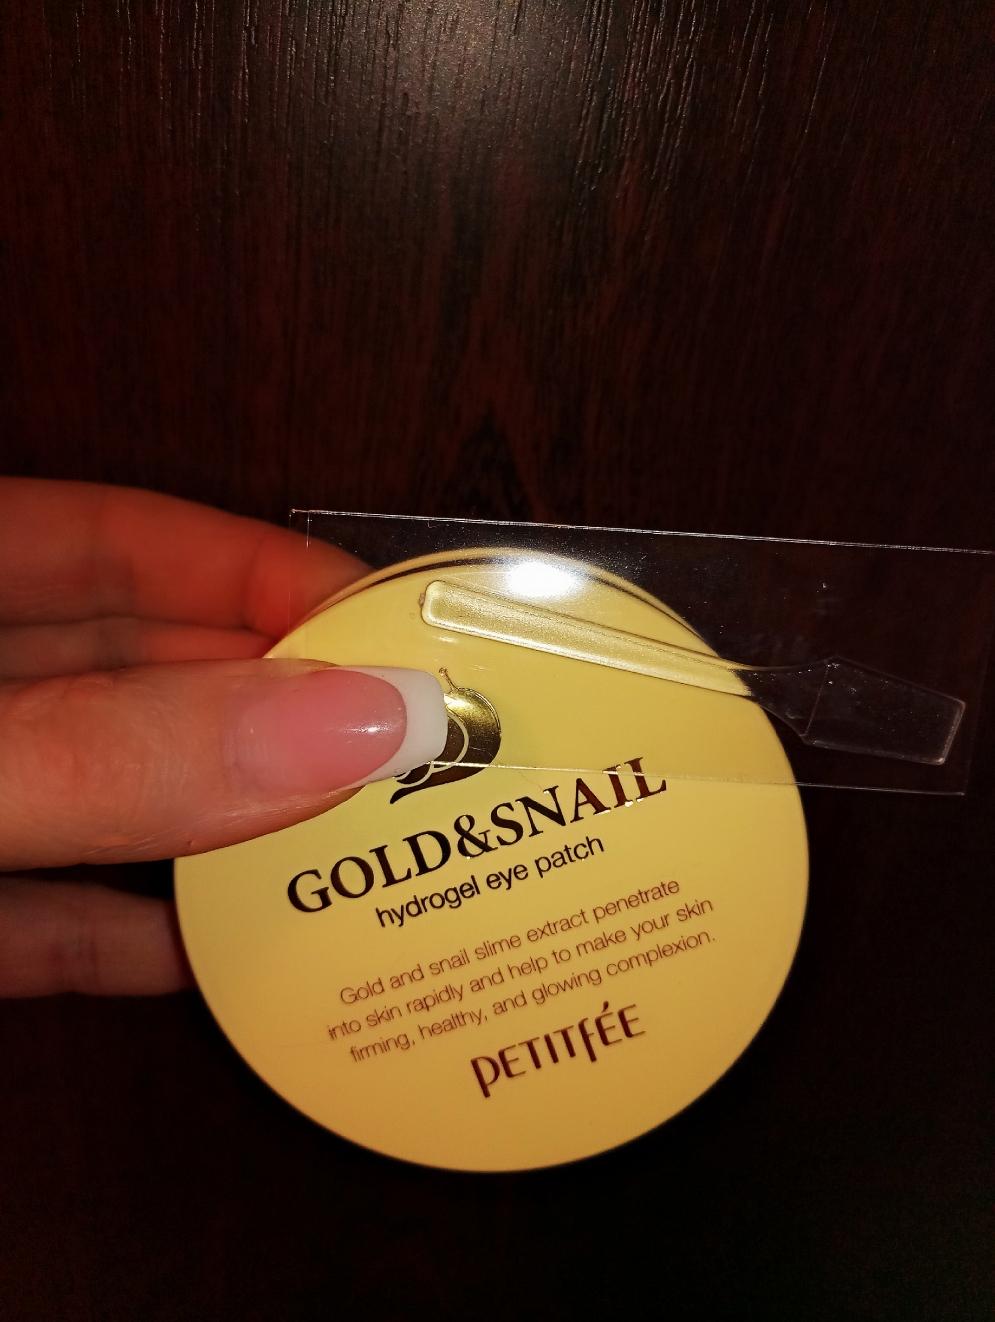 GOLD&SNAIL
hydrogel eye patch
Gold and snail slime extract penetrate
into skin rapidly and help to make your skin
firming, healthy, and glowing complexion.
PETITFÉE